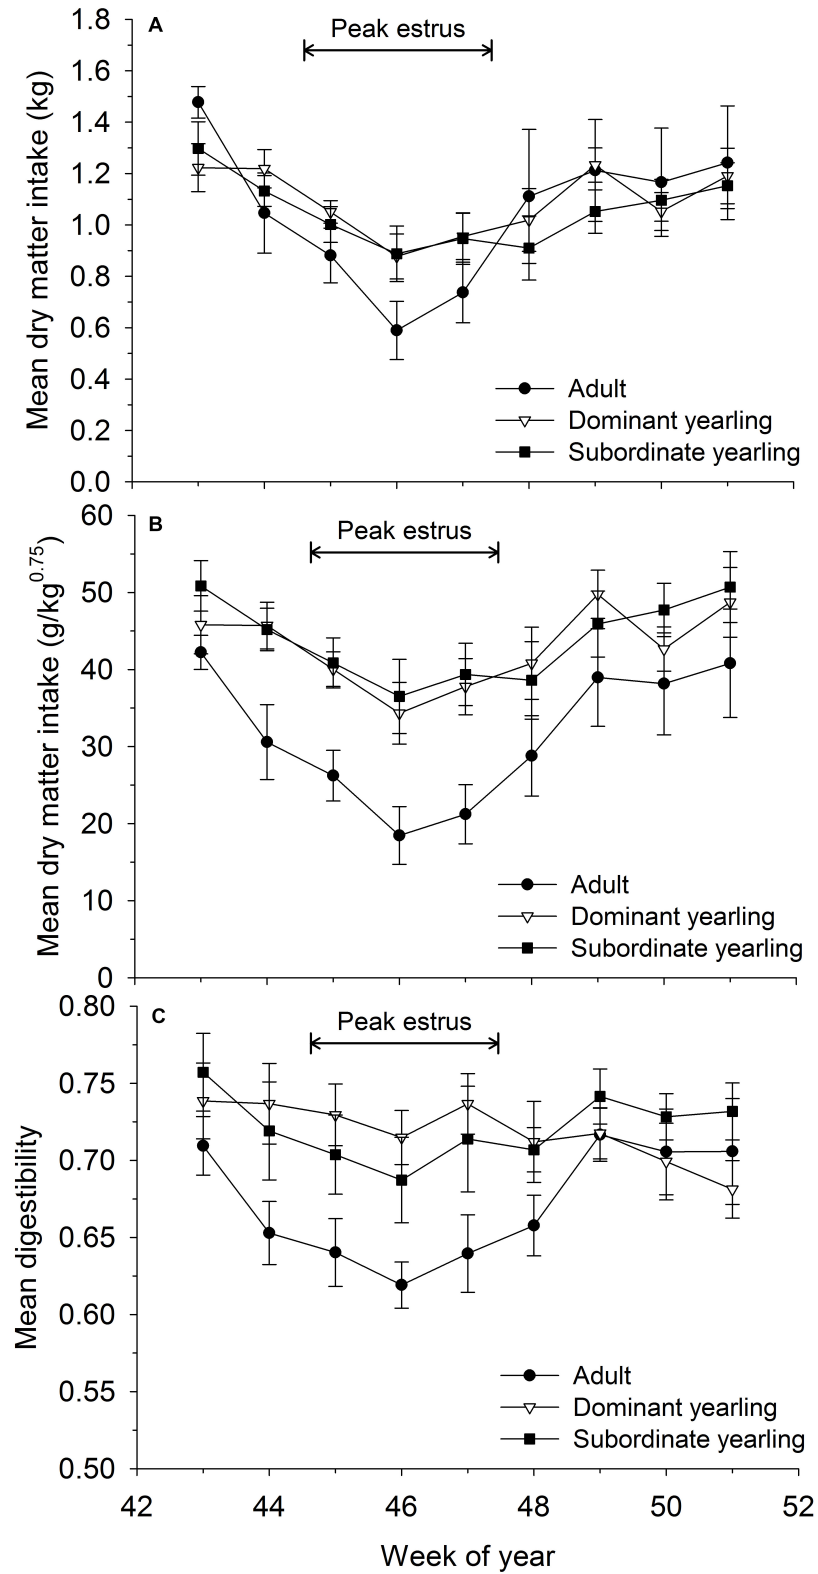 A
Peak estrus
Mean dry matter intake (kg)
1.8
1.6
1.4
1.2
1.0
0.8
0.6
0.4
0.2
0.0
Adult
Dominant yearling
Subordinate yearling
B
Peak estrus
Mean dry matter intake (g/kg^0.75)
60
50
40
30
20
10
0
Adult
Dominant yearling
Subordinate yearling
C
Peak estrus
Mean digestibility
0.80
0.75
0.70
0.65
0.60
0.55
0.50
Adult
Dominant yearling
Subordinate yearling
42 44 46 48 50 52
Week of year